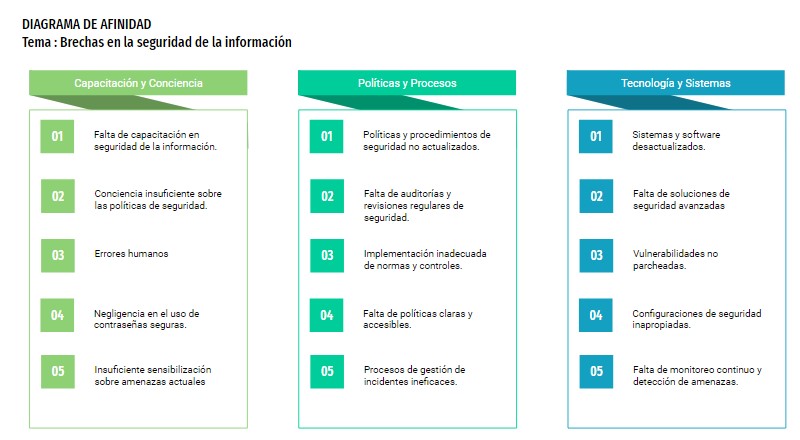 DIAGRAMA DE AFINIDAD
Tema : Brechas en la seguridad de la información
Capacitación y Conciencia
01
Falta de capacitación en
seguridad de la información.
02
Conciencia insuficiente sobre
las políticas de seguridad.
03
Errores humanos
04
Negligencia en el uso de
contraseñas seguras.
05
Insuficiente sensibilización
sobre amenazas actuales
Políticas y Procesos
01
Políticas y procedimientos de
seguridad no actualizados.
02
Falta de auditorías y
revisiones regulares de
seguridad.
03
Implementación inadecuada
de normas y controles.
04
Falta de políticas claras y
accesibles.
05
Procesos de gestión de
incidentes ineficaces.
Tecnología y Sistemas
01
Sistemas y software
desactualizados.
02
Falta de soluciones de
seguridad avanzadas
03
Vulnerabilidades no
parcheadas.
04
Configuraciones de seguridad
inapropiadas.
05
Falta de monitoreo continuo y
detección de amenazas.